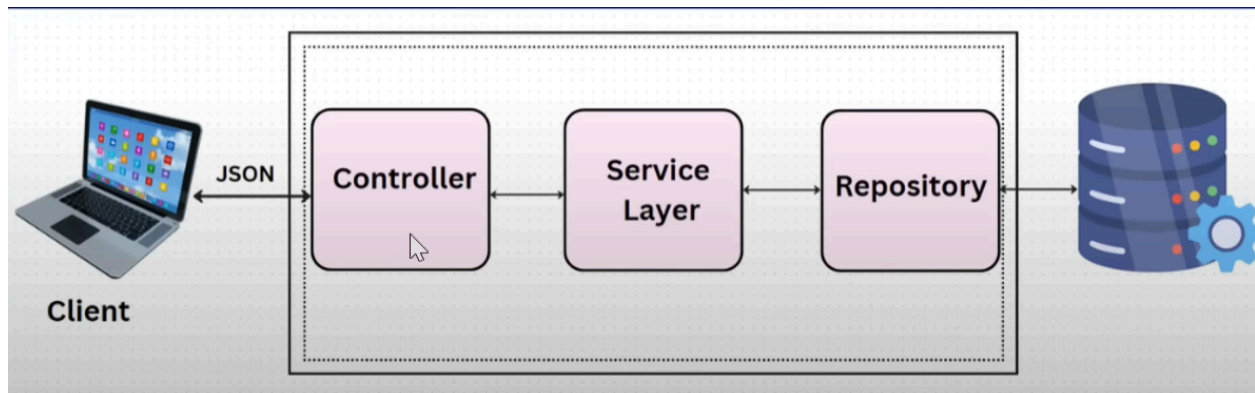 JSON
Controller
Service
Layer
Repository
Client